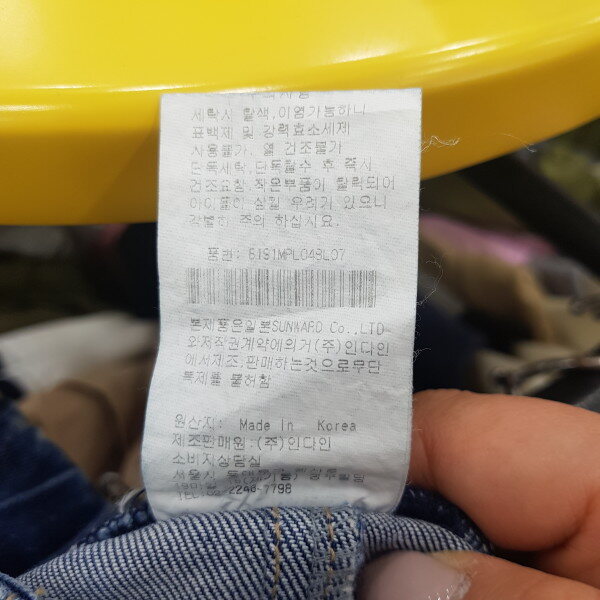 세탁시 탈색,이염가능하니
표백제 및 강력효소세제
사용불가, 열 건조불가
단독세탁,단독탈수 후 즉시
건조요함 작은부품이 탈락되어
아이들이 삼킬 우려가 있으니
각별히 주의 하십시요.
품번: 61S1MPL048L07
본제품은일본SUNWARD Co.,LTD
와저작권계약에의거(주)인다인
에서제조,판매하는것으로무단
복제를 불허함
원산지: Made In Korea
제조판매원:(주)인다인
소비자상담실
서울시
TEL:02-2248-7798